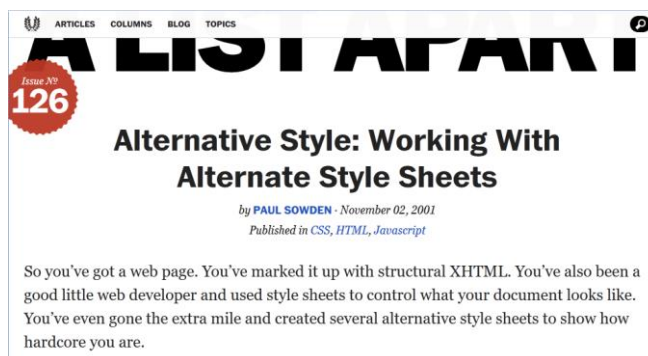 ARTICLES COLUMNS BLOG TOPICS
A LIST APART
Issue №
126
Alternative Style: Working With
Alternate Style Sheets
by PAUL SOWDEN · November 02, 2001
Published in CSS, HTML, Javascript
So you’ve got a web page. You’ve marked it up with structural XHTML. You’ve also been a
good little web developer and used style sheets to control what your document looks like.
You’ve even gone the extra mile and created several alternative style sheets to show how
hardcore you are.